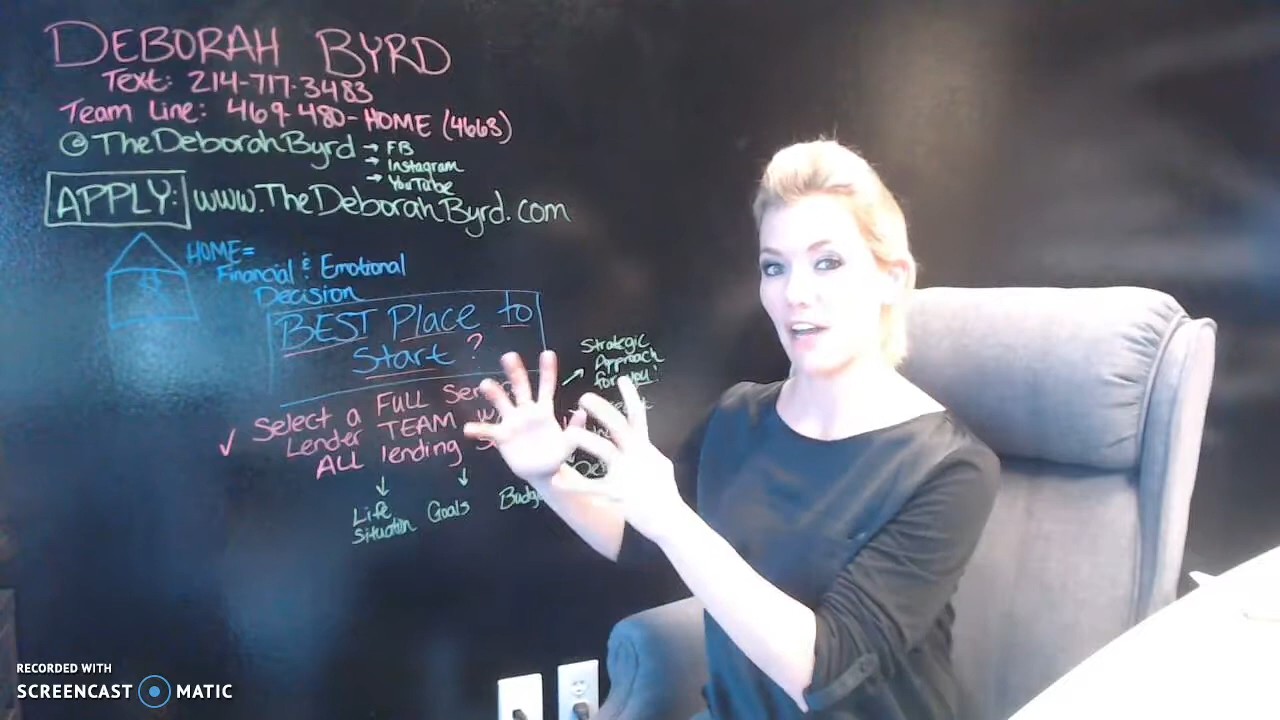 DEBORAH BYRD
Text: 214-717-3483
Team Line: 469-480-HOME (4663)
@TheDeborahByrd → FB
→ Instagram
→ YouTube
APPLY: www.TheDeborahByrd.com
HOME=
Financial & Emotional
Decision
$
BEST Place to
Start?
Strategic
Approach
for you!
✓ Select a FULL
Lender TEAM
ALL lending
Life
Situation
Goals
RECORDED WITH
SCREENCAST MATIC